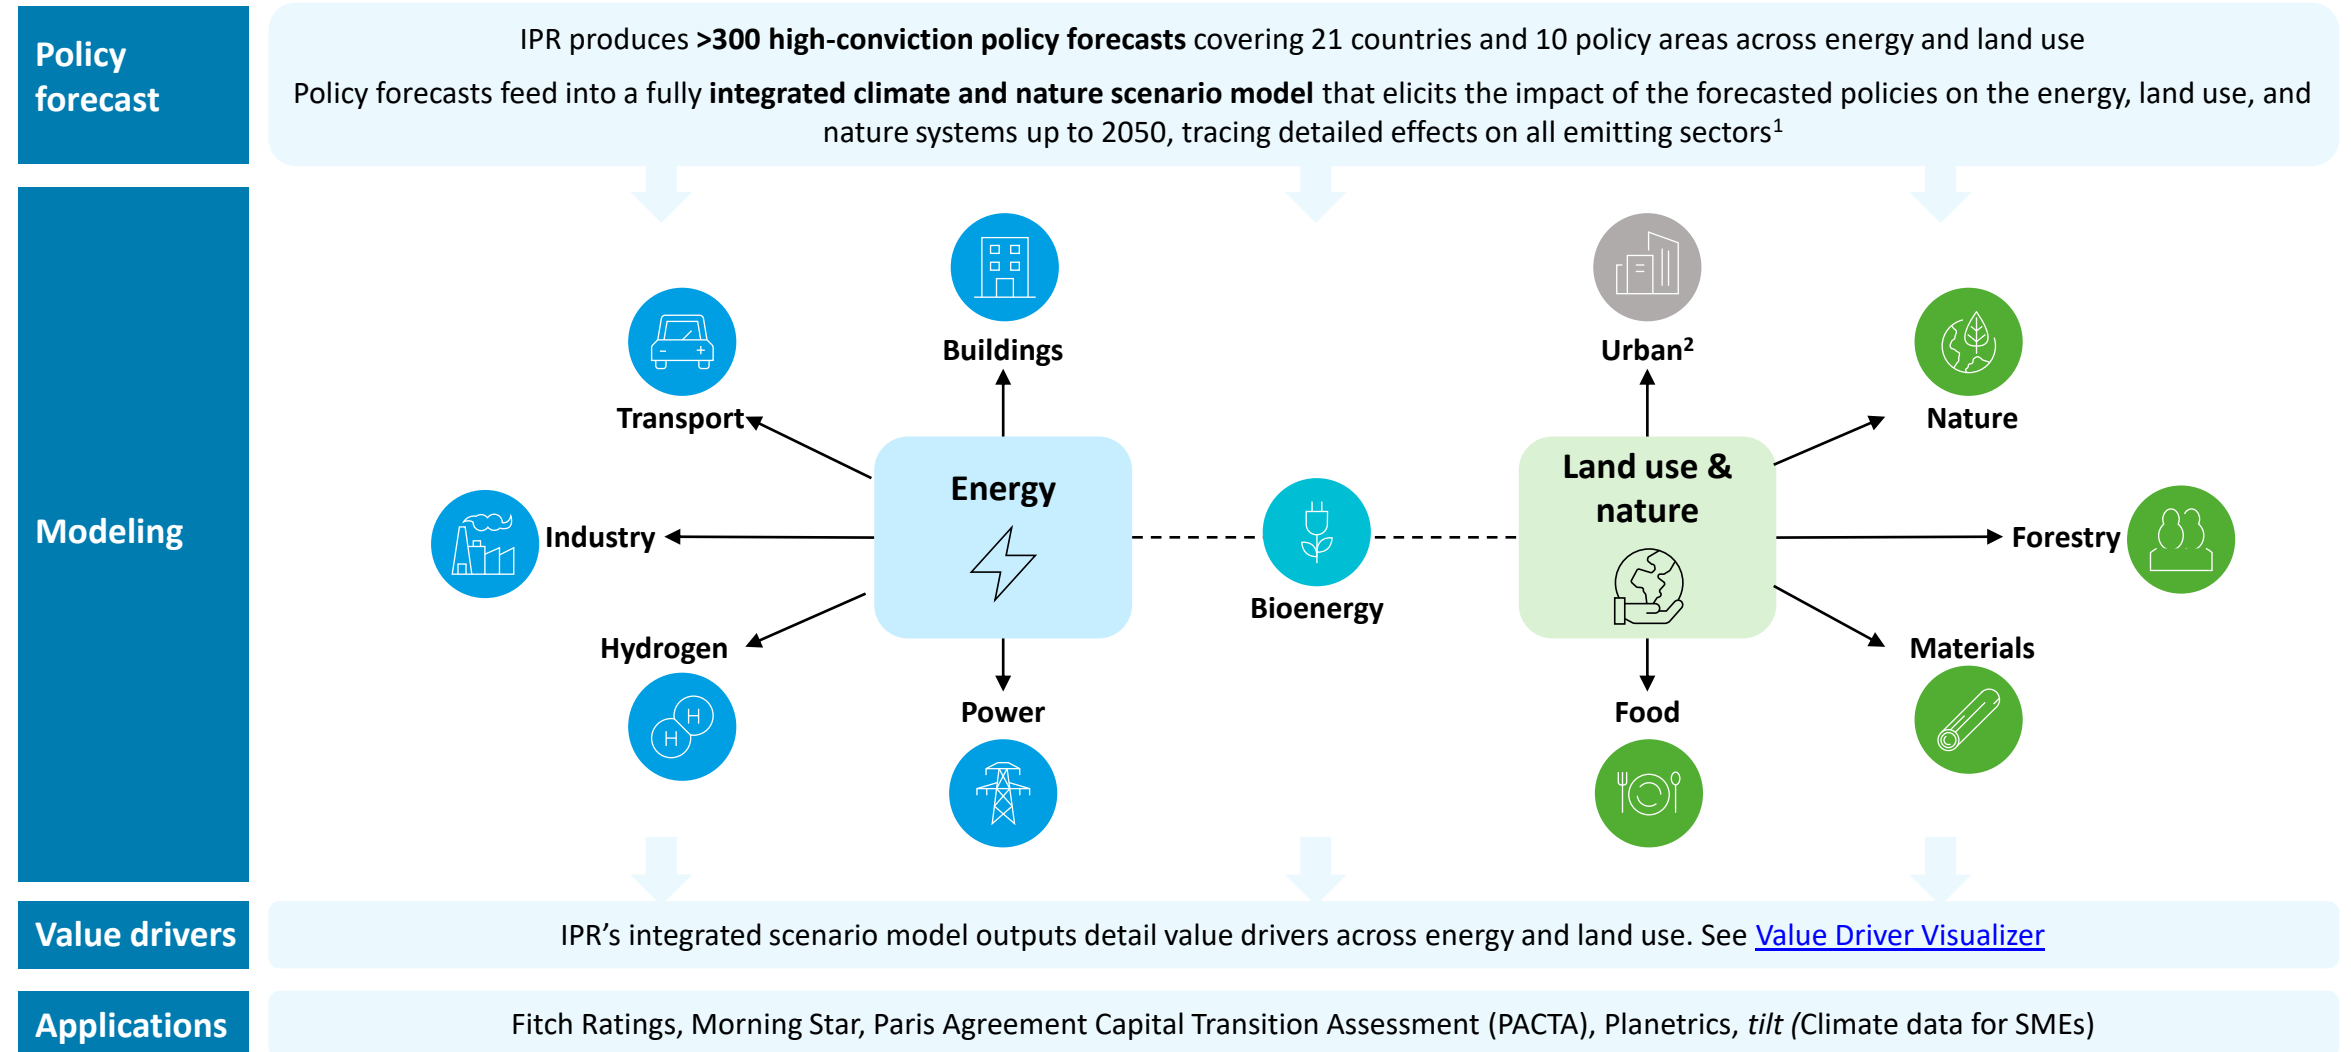 Policy
forecast
IPR produces >300 high-conviction policy forecasts covering 21 countries and 10 policy areas across energy and land use
Policy forecasts feed into a fully integrated climate and nature scenario model that elicits the impact of the forecasted policies on the energy, land use, and
nature systems up to 2050, tracing detailed effects on all emitting sectors¹
Modeling
Buildings
Transport
Industry
Hydrogen
Power
Energy
Bioenergy
Land use &
nature
Urban²
Nature
Forestry
Materials
Food
H
H
Value drivers
IPR’s integrated scenario model outputs detail value drivers across energy and land use. See Value Driver Visualizer
Applications
Fitch Ratings, Morning Star, Paris Agreement Capital Transition Assessment (PACTA), Planetrics, tilt (Climate data for SMEs)